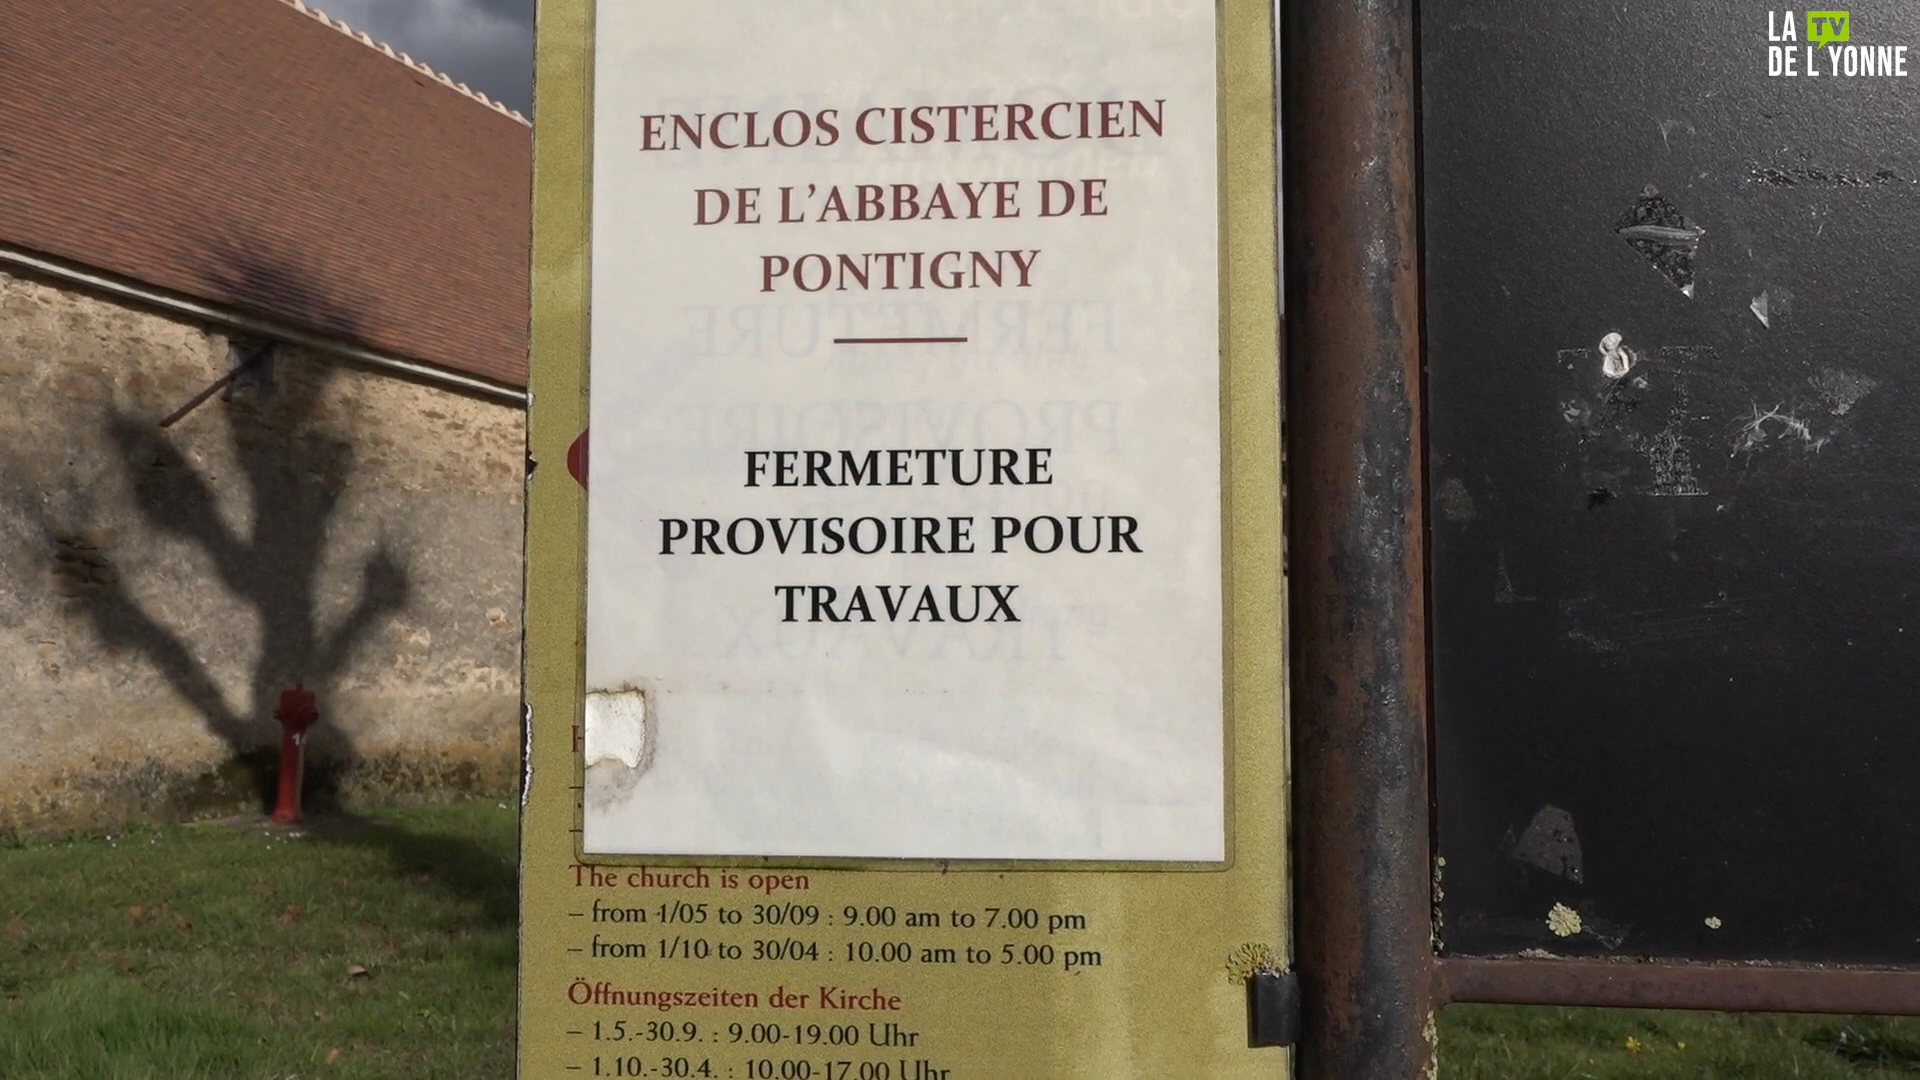 LA TV
DE L'YONNE
ENCLOS CISTERCIEN
DE L'ABBAYE DE
PONTIGNY
FERMETURE
PROVISOIRE POUR
TRAVAUX
The church is open
– from 1/05 to 30/09 : 9.00 am to 7.00 pm
– from 1/10 to 30/04 : 10.00 am to 5.00 pm
Öffnungszeiten der Kirche
– 1.5.-30.9. : 9.00-19.00 Uhr
– 1.10.-30.4. : 10.00-17.00 Uhr